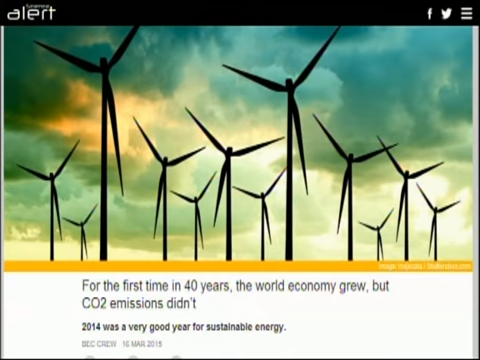 alert
For the first time in 40 years, the world economy grew, but
CO2 emissions didn't
2014 was a very good year for sustainable energy.
BEC CREW 16 MAR 2015